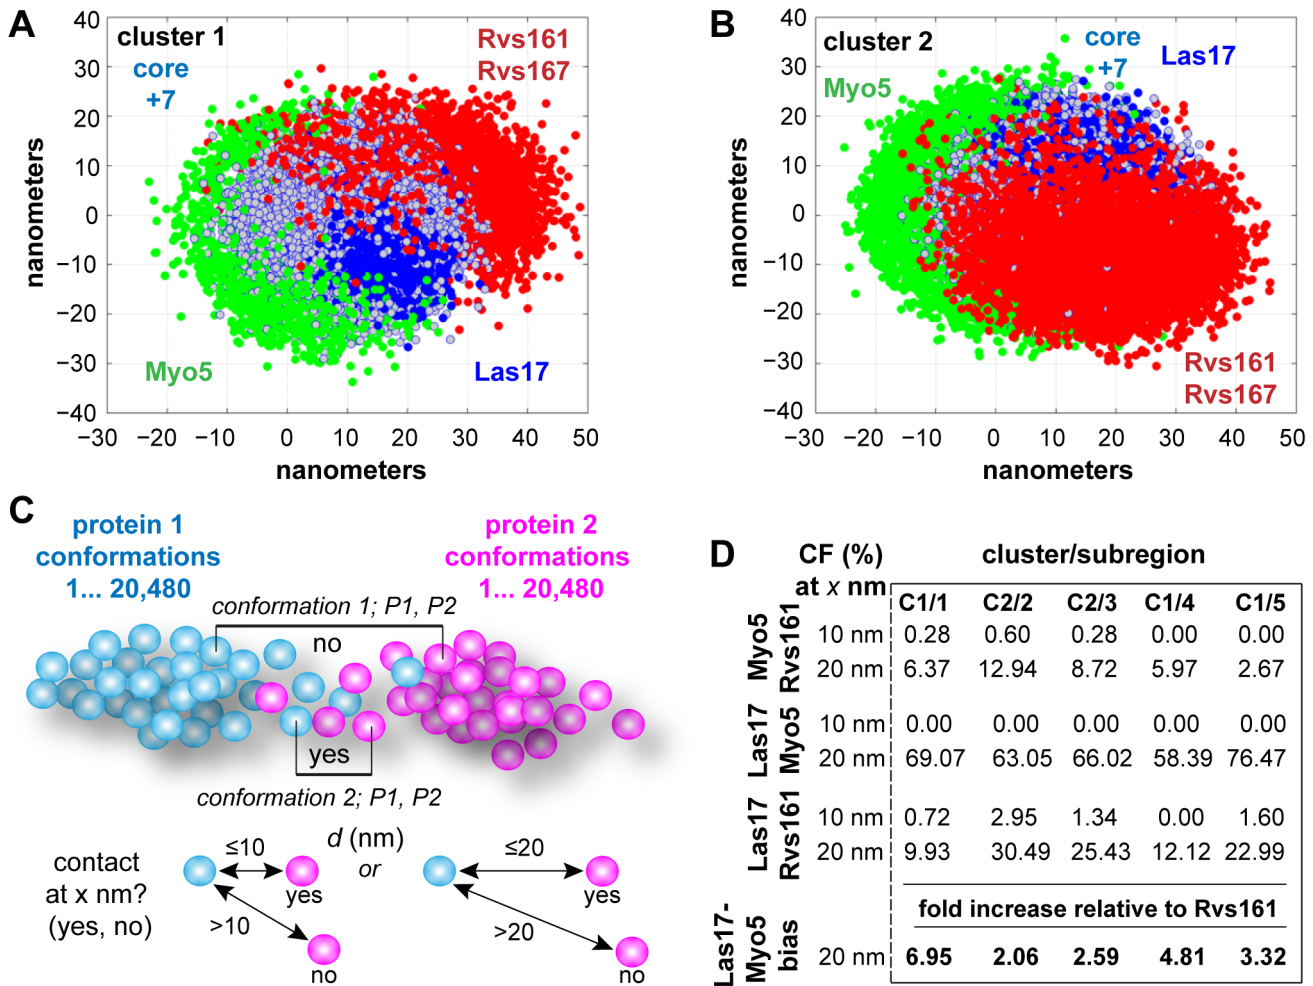 A
cluster 1
core
+7
Rvs161
Rvs167
Myo5
Las17
40
30
20
10
0
−10
−20
−30
−40
nanometers
−30 −20 −10 0 10 20 30 40 50
nanometers
B
cluster 2
core
+7
Las17
Myo5
Rvs161
Rvs167
40
30
20
10
0
−10
−20
−30
−40
nanometers
−30 −20 −10 0 10 20 30 40 50
nanometers
C
protein 1
conformations
1... 20,480
protein 2
conformations
1... 20,480
conformation 1; P1, P2
no
yes
conformation 2; P1, P2
contact
at x nm?
(yes, no)
≤10
yes
>10
no
d (nm)
or
≤20
yes
>20
no
D
CF (%)
at x nm
cluster/subregion
C1/1 C2/2 C2/3 C1/4 C1/5
Myo5
Rvs161
10 nm 0.28 0.60 0.28 0.00 0.00
20 nm 6.37 12.94 8.72 5.97 2.67
Las17
Myo5
10 nm 0.00 0.00 0.00 0.00 0.00
20 nm 69.07 63.05 66.02 58.39 76.47
Las17
Rvs161
10 nm 0.72 2.95 1.34 0.00 1.60
20 nm 9.93 30.49 25.43 12.12 22.99
fold increase relative to Rvs161
Las17-
Myo5
bias
20 nm 6.95 2.06 2.59 4.81 3.32